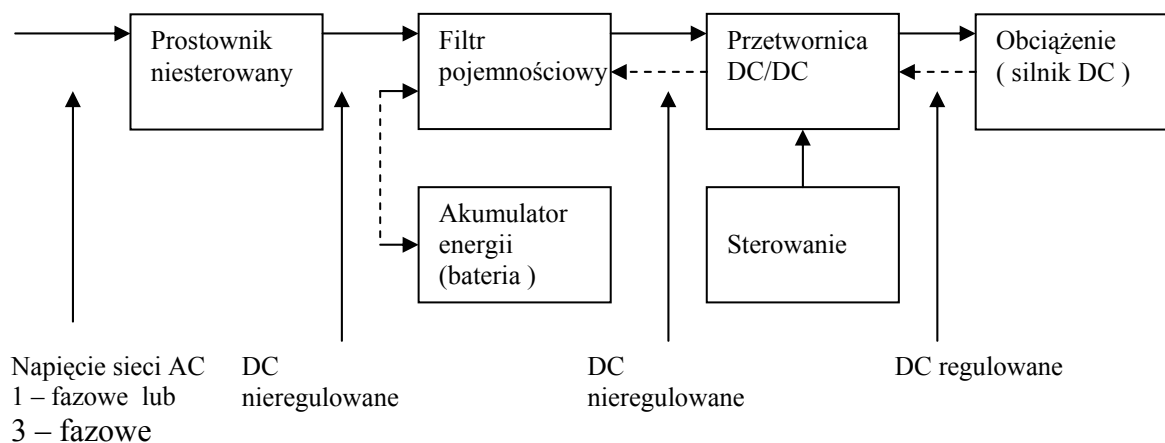 Prostownik
niesterowany
Filtr
pojemnościowy
Przetwornica
DC/DC
Obciążenie
( silnik DC )
Akumulator
energii
(bateria )
Sterowanie
Napięcie sieci AC
1 – fazowe lub
3 – fazowe
DC
nieregulowane
DC
nieregulowane
DC regulowane